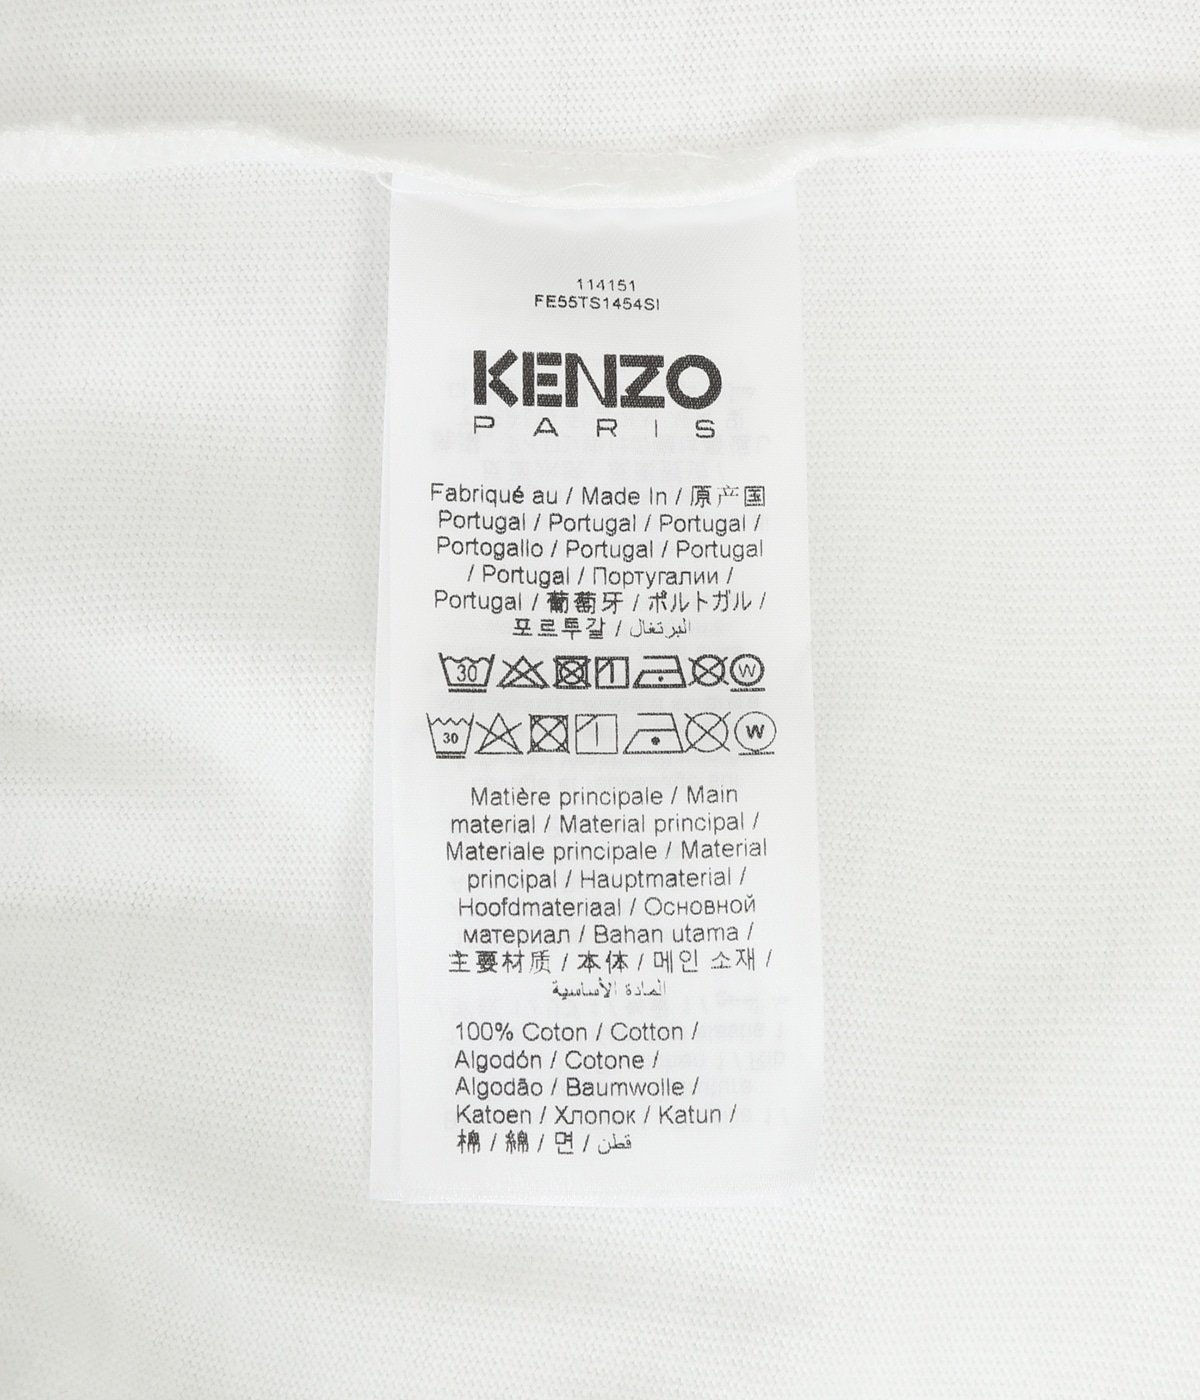 114151
FE55TS1454SI
KENZO
PARIS
Fabriqué au / Made In / 原产国
Portugal / Portugal / Portugal /
Portogallo / Portugal / Portugal
/ Portugal / Португалии /
Portugal / 葡萄牙 / ポルトガル /
포르투갈 / البرتغال
30 W
30 W
Matière principale / Main
material / Material principal /
Materiale principale / Material
principal / Hauptmaterial /
Hoofdmateriaal / Основной
материал / Bahan utama /
主要材质 / 本体 / 메인 소재 /
المادة الأساسية
100% Coton / Cotton /
Algodón / Cotone /
Algodão / Baumwolle /
Katoen / Хлопок / Katun /
棉 / 綿 / 면 / قطن